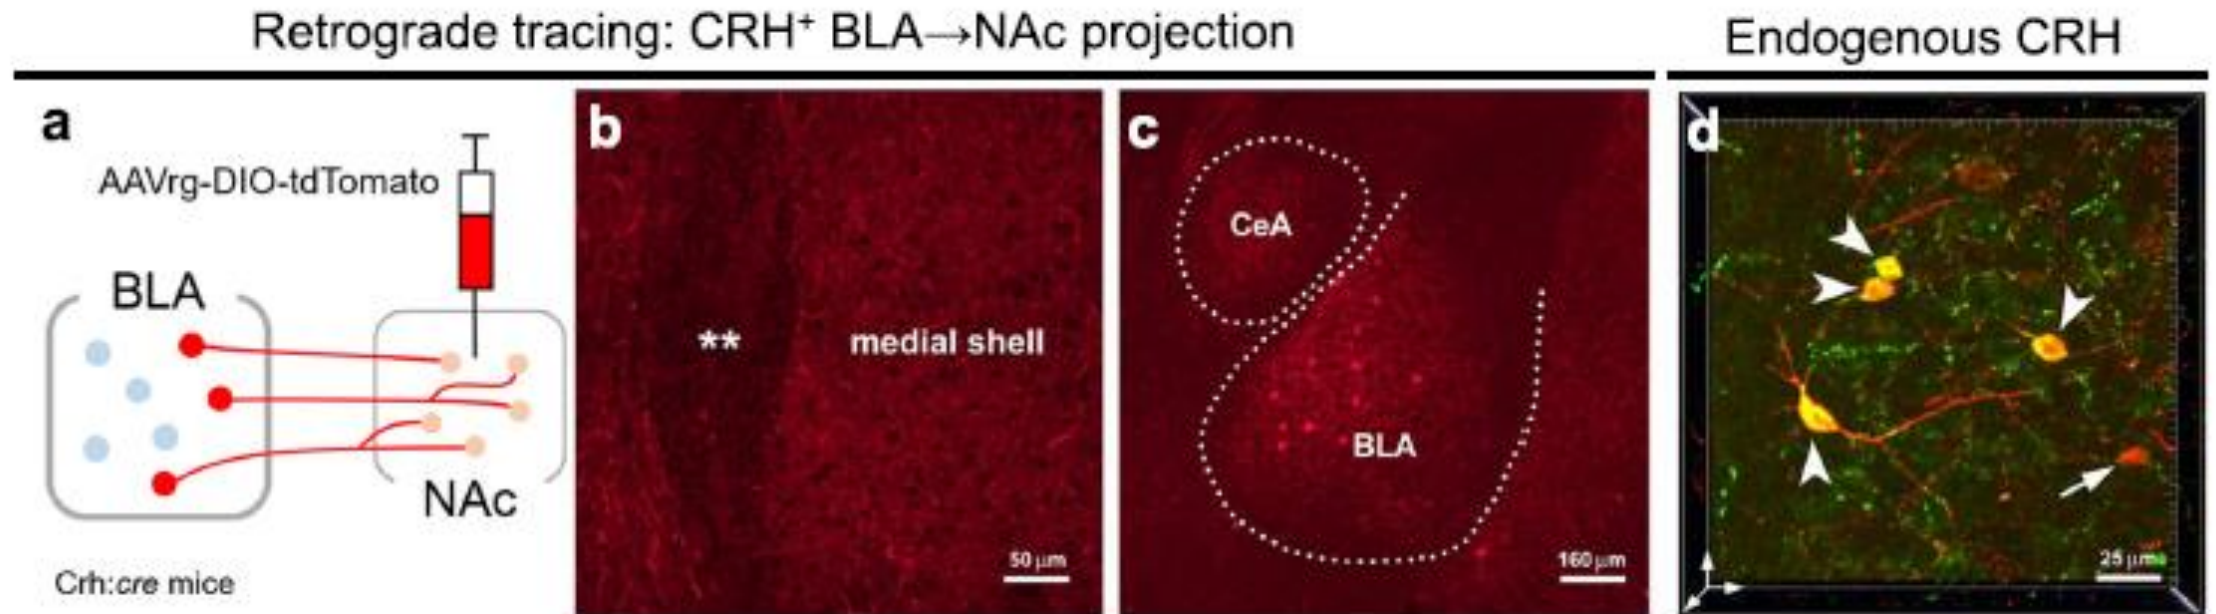 Retrograde tracing: CRH⁺ BLA→NAc projection
Endogenous CRH
a
AAVrg-DIO-tdTomato
BLA
NAc
Crh:cre mice
b
**
medial shell
50 µm
c
CeA
BLA
160 µm
d
25 µm